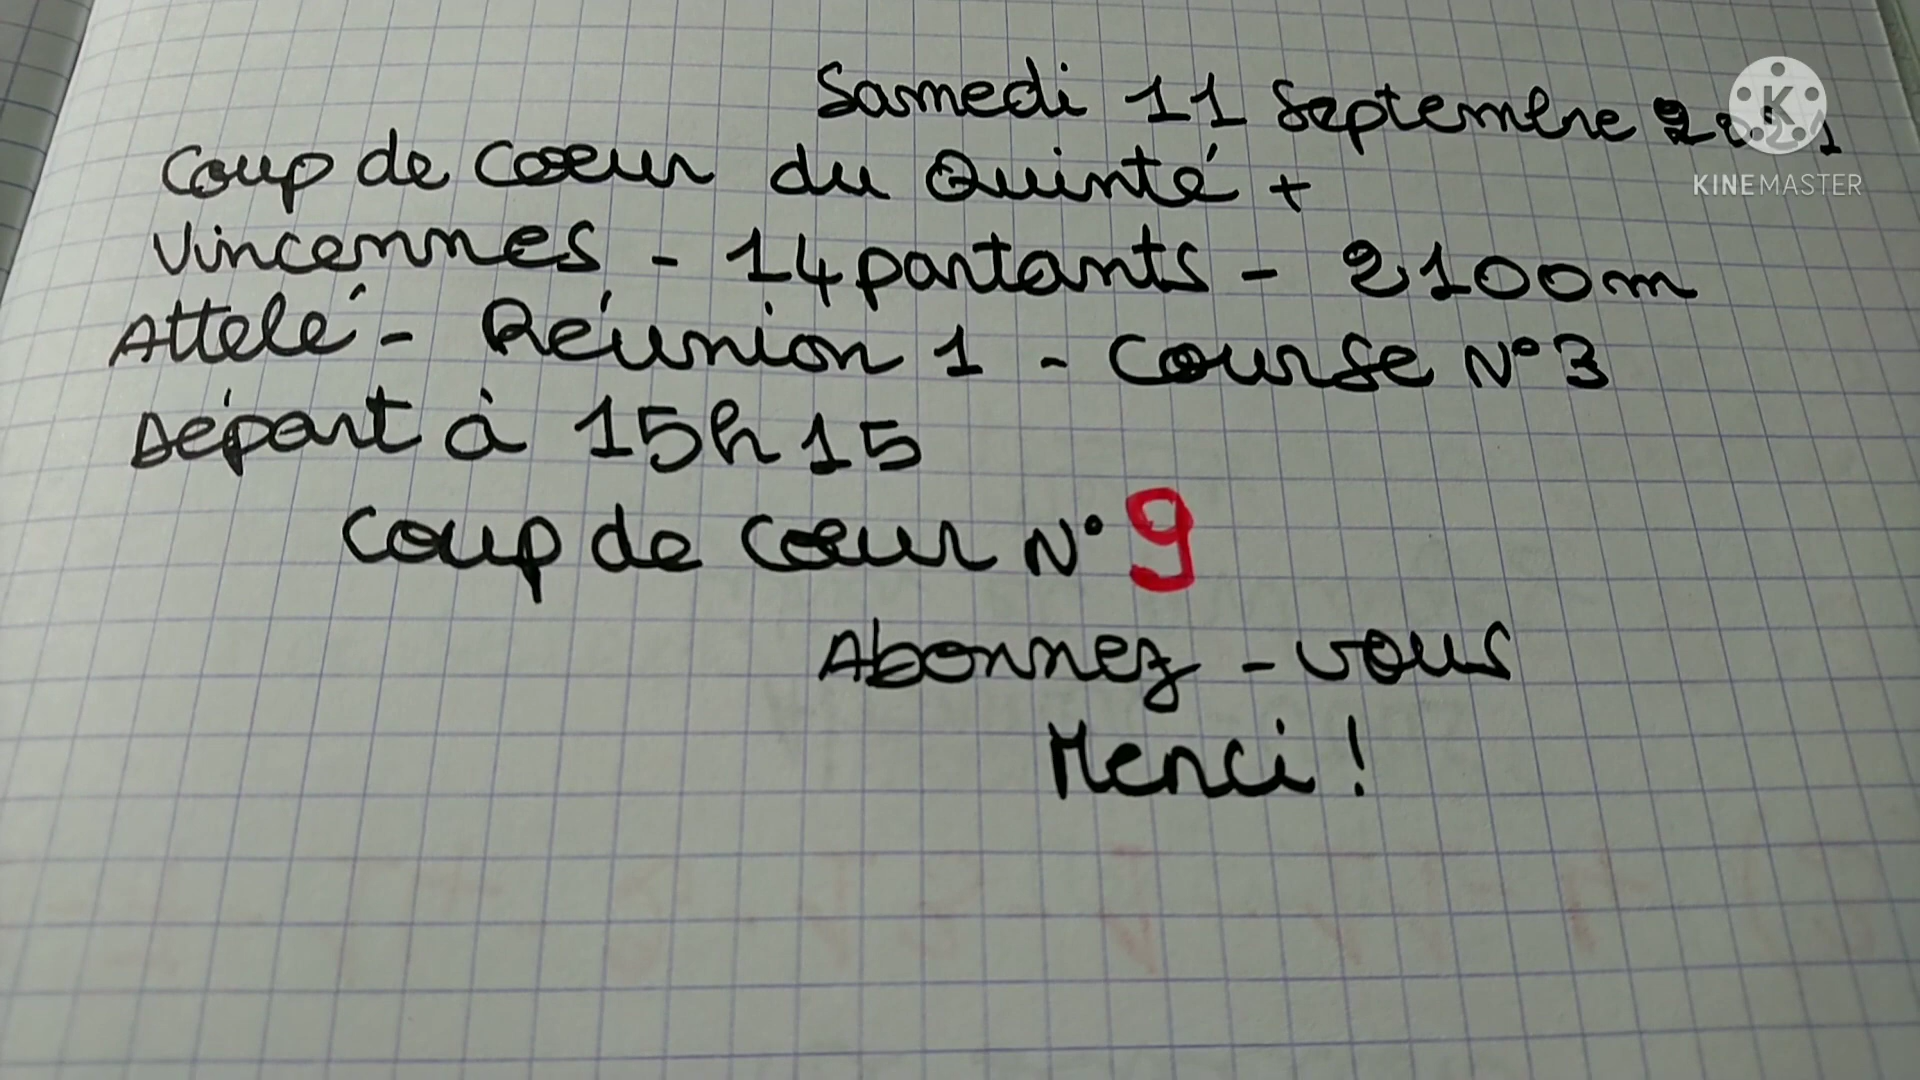 Samedi 11 Septembre 2021
Coup de Coeur du Quinté +
Vincennes - 14 partants - 2100m
Attelé - Réunion 1 - Course N° 3
Départ à 15h15
Coup de Coeur N° 9
Abonnez - vous
Merci !
KINEMASTER